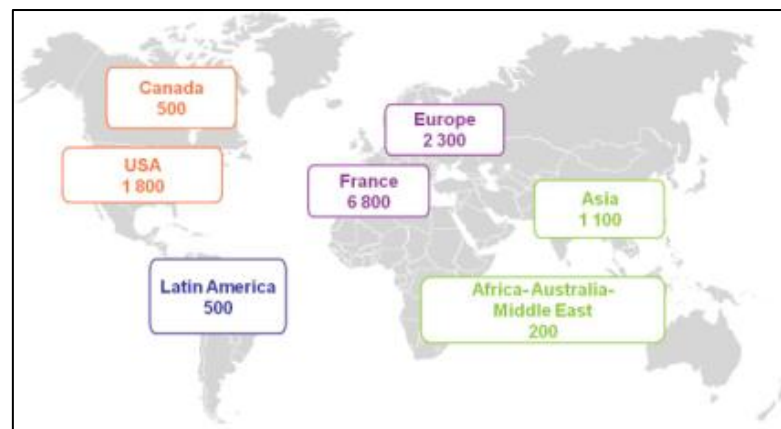 Canada
500
USA
1 800
Europe
2 300
France
6 800
Asia
1 100
Latin America
500
Africa- Australia-
Middle East
200